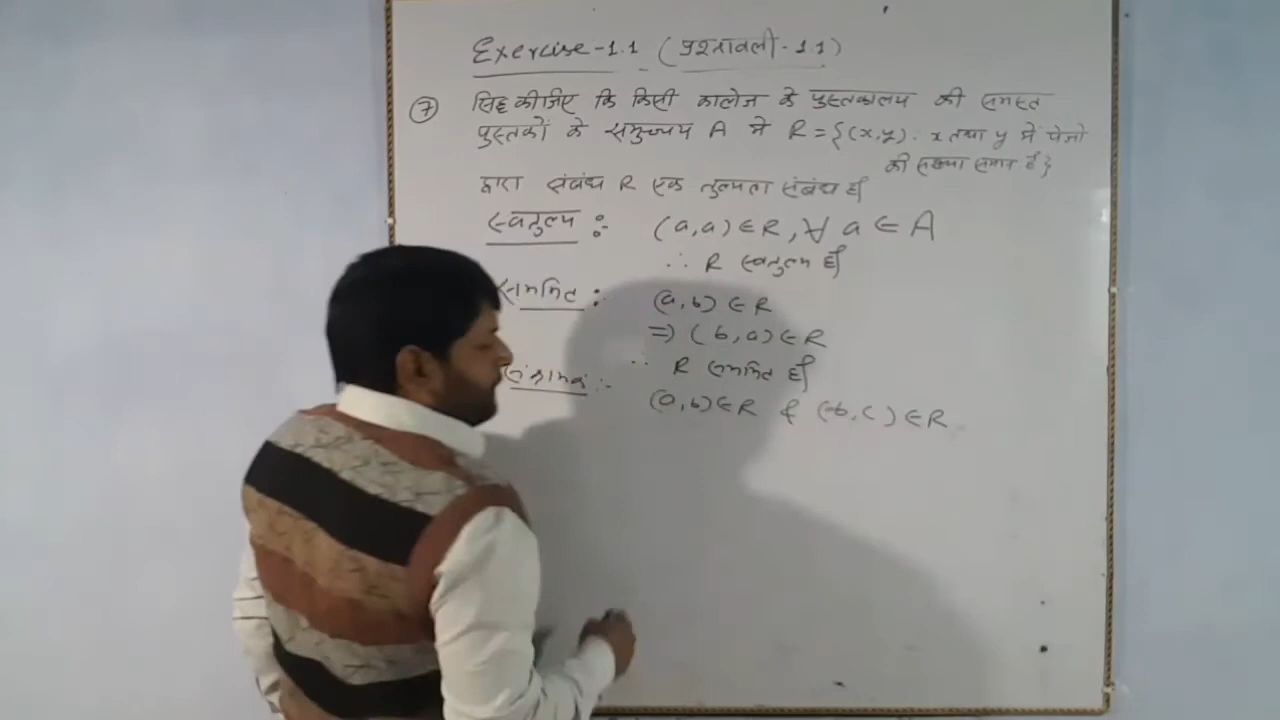 Exercise-1.1 (प्रश्नावली-1.1)
⑦ सिद्ध कीजिए कि किसी कालेज के पुस्तकालय की समस्त
पुस्तकों के समुच्चय A में R={(x,y). x तथा y में पेजो
की संख्या समान है}
द्वारा संबंध R एक तुल्यता संबंध है।
स्वतुल्य :- (a,a)∈R, ∀ a∈A
∴ R स्वतुल्य है।
सममित :- (a,b)∈R
⇒ (b,a)∈R
∴ R सममित है।
संक्रामक :-
(a,b)∈R & (b,c)∈R